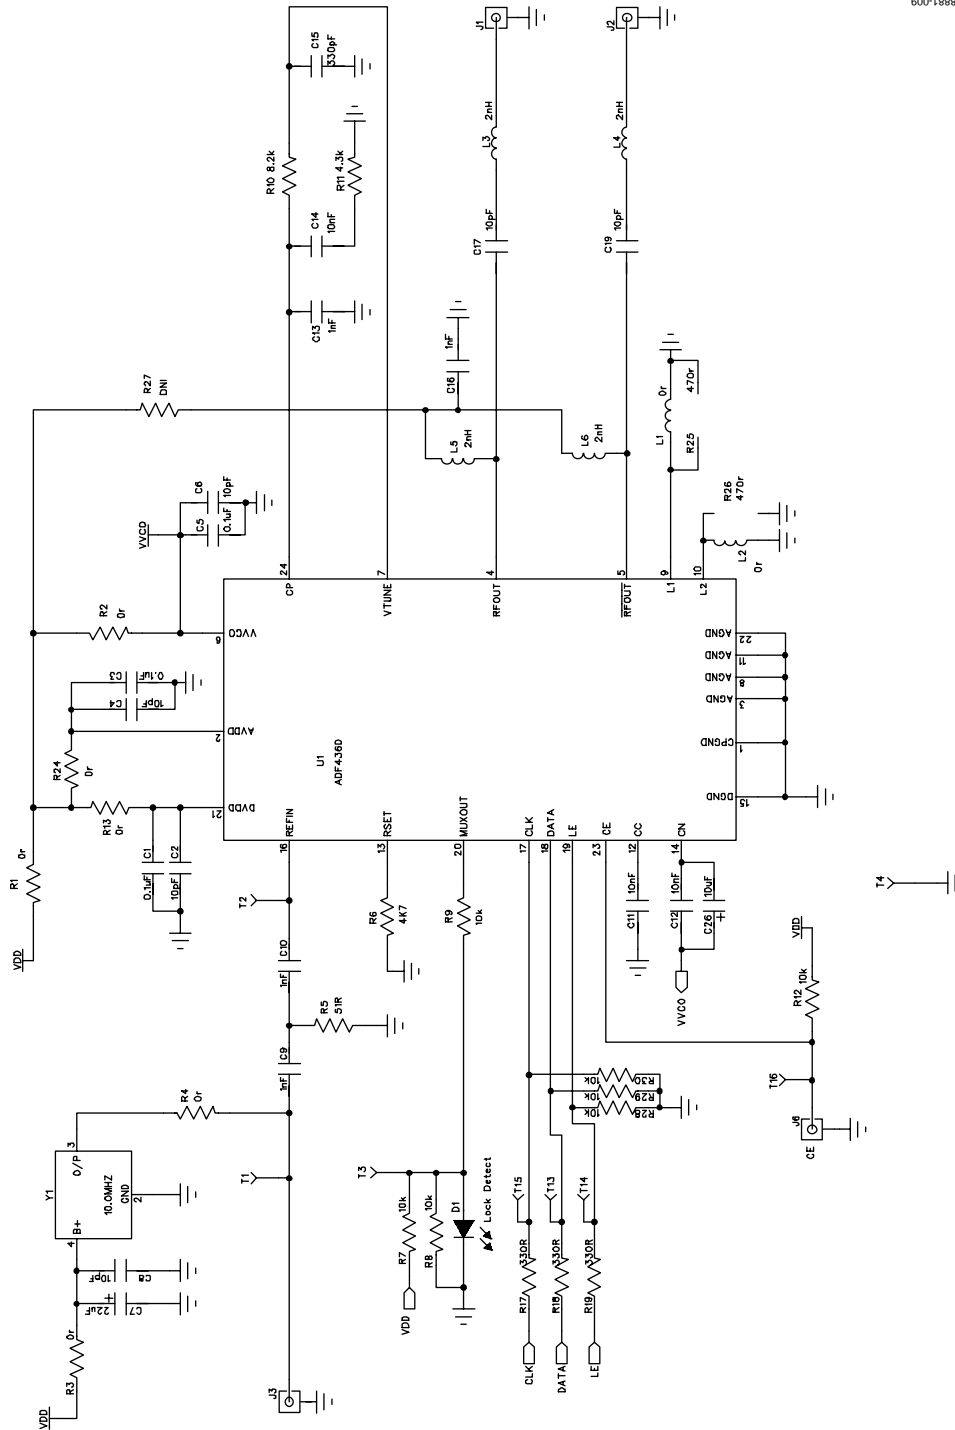 08881-009
VDD
R3
0r
C7
22uF
+
C8
10pF
Y1
10.0MHZ
B+
4
O/P
3
GND
2
R4
0r
J3
T1
C9
1nF
R5
51R
C10
1nF
T2
VDD
R1
0r
R13
0r
C1
0.1uF
C2
10pF
R24
0r
C4
10pF
C3
0.1uF
R2
0r
VVCO
C5
0.1uF
C6
10pF
R27
DNI
U1
ADF4360
DVDD
21
AVDD
2
VVCO
6
REFIN
16
RSET
13
MUXOUT
20
CLK
17
DATA
18
LE
19
CE
23
CC
12
CN
14
CP
24
VTUNE
7
RFOUT
4
RFOUT
5
L1
9
L2
10
DGND
15
CPGND
1
AGND
3
AGND
8
AGND
11
AGND
22
C13
1nF
C14
10nF
R10 8.2k
R11 4.3k
C15
330pF
C16
1nF
L5
2nH
L6
2nH
C17
10pF
L3
2nH
J1
C19
10pF
L4
2nH
J2
L1
0r
R25
470r
L2
0r
R26
470r
R6
4K7
R9
10k
T3
VDD
R7
10k
R8
10k
D1
Lock Detect
CLK
R17
330R
T15
DATA
R18
330R
T13
LE
R19
330R
T14
R28
10k
R29
10k
R30
10k
C11
10nF
C12
10nF
C26
10uF
+
VVCO
CE
J6
T16
R12
10k
VDD
T4